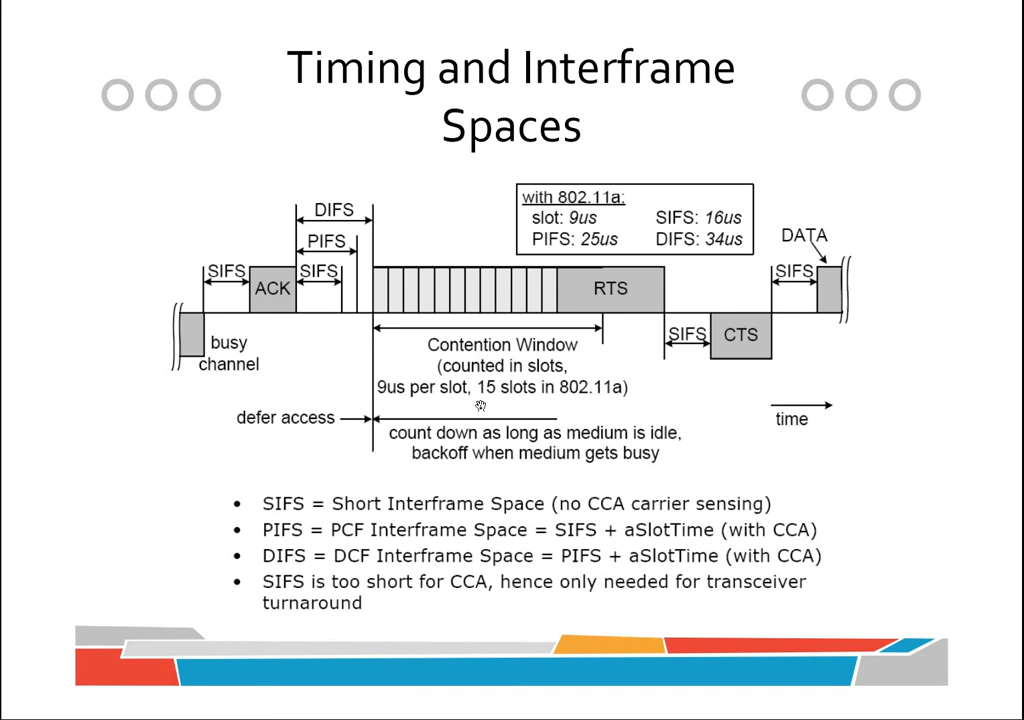 Timing and Interframe
Spaces
with 802.11a:
slot: 9us SIFS: 16us
PIFS: 25us DIFS: 34us
DIFS
PIFS
SIFS
ACK
SIFS
RTS
SIFS
CTS
SIFS
DATA
busy
channel
Contention Window
(counted in slots,
9us per slot, 15 slots in 802.11a)
defer access
count down as long as medium is idle,
backoff when medium gets busy
time
• SIFS = Short Interframe Space (no CCA carrier sensing)
• PIFS = PCF Interframe Space = SIFS + aSlotTime (with CCA)
• DIFS = DCF Interframe Space = PIFS + aSlotTime (with CCA)
• SIFS is too short for CCA, hence only needed for transceiver
turnaround